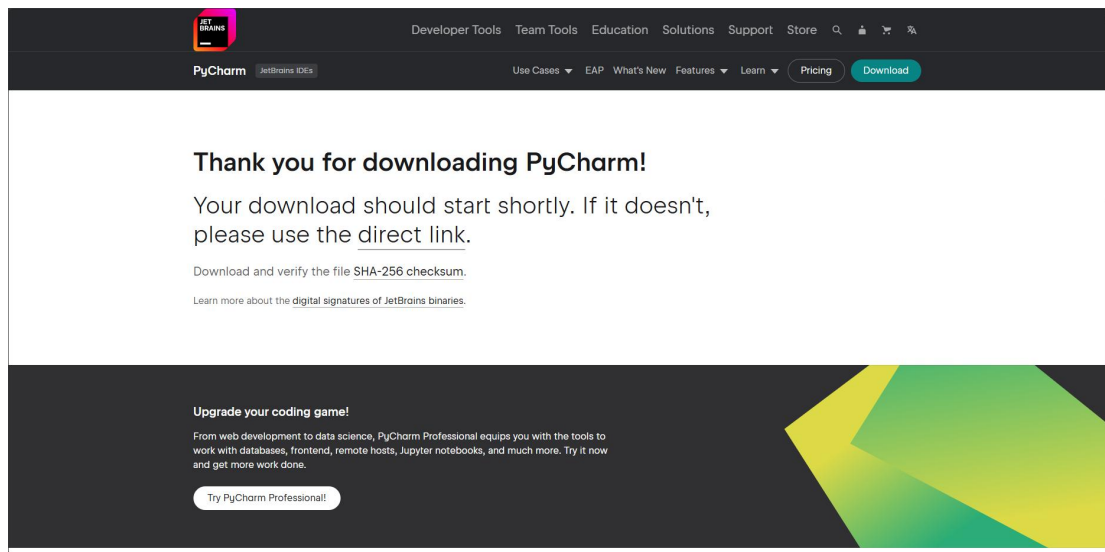 JET
BRAINS
Developer Tools Team Tools Education Solutions Support Store
PyCharm JetBrains IDEs Use Cases EAP What's New Features Learn Pricing Download
Thank you for downloading PyCharm!
Your download should start shortly. If it doesn't,
please use the direct link.
Download and verify the file SHA-256 checksum.
Learn more about the digital signatures of JetBrains binaries.
Upgrade your coding game!
From web development to data science, PyCharm Professional equips you with the tools to
work with databases, frontend, remote hosts, Jupyter notebooks, and much more. Try it now
and get more work done.
Try PyCharm Professional!